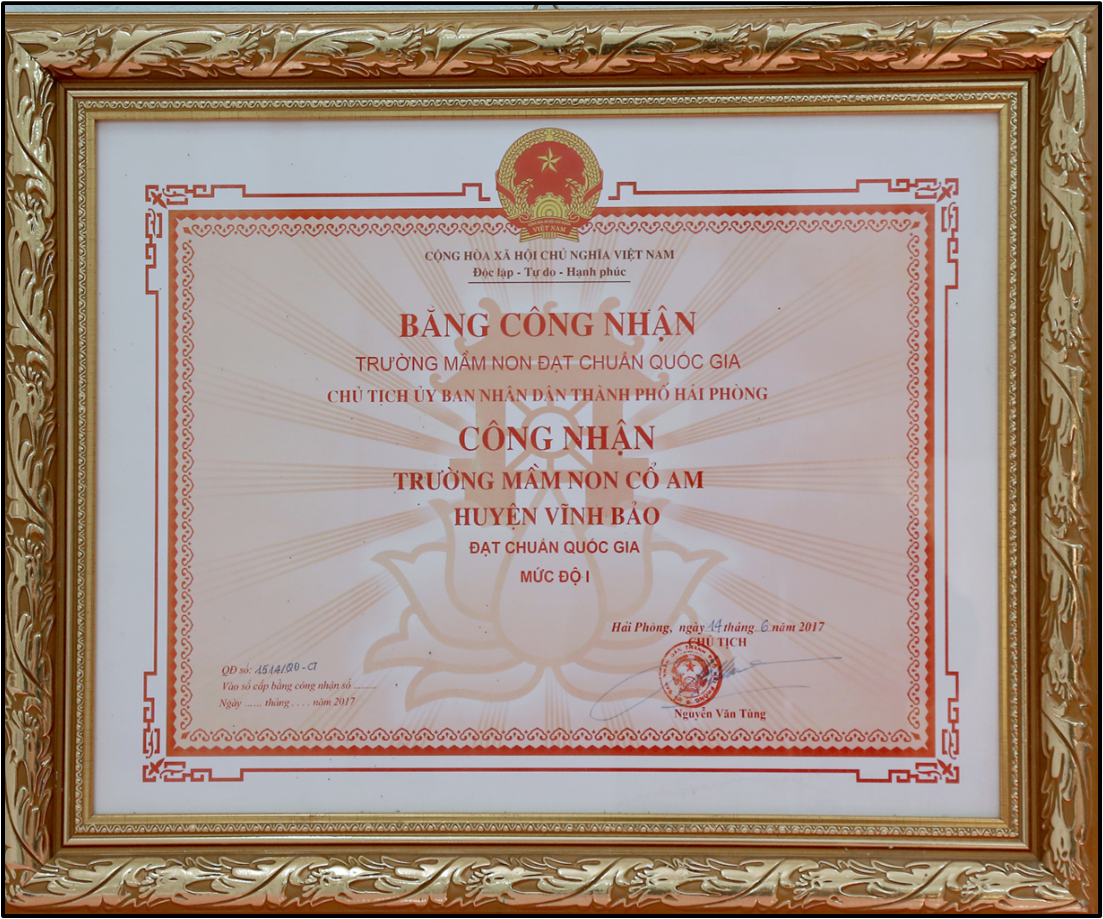 VIỆT NAM
CỘNG HÒA XÃ HỘI CHỦ NGHĨA VIỆT NAM
Độc lập - Tự do - Hạnh phúc
BẰNG CÔNG NHẬN
TRƯỜNG MẦM NON ĐẠT CHUẨN QUỐC GIA
CHỦ TỊCH ỦY BAN NHÂN DÂN THÀNH PHỐ HẢI PHÒNG
CÔNG NHẬN
TRƯỜNG MẦM NON CỔ AM
HUYỆN VĨNH BẢO
ĐẠT CHUẨN QUỐC GIA
MỨC ĐỘ I
Hải Phòng, ngày 14 tháng 6 năm 2017
CHỦ TỊCH
Nguyễn Văn Tùng
QĐ số: 1514/QĐ-CT
Vào sổ cấp bằng công nhận số .........
Ngày ...... tháng .... năm 2017